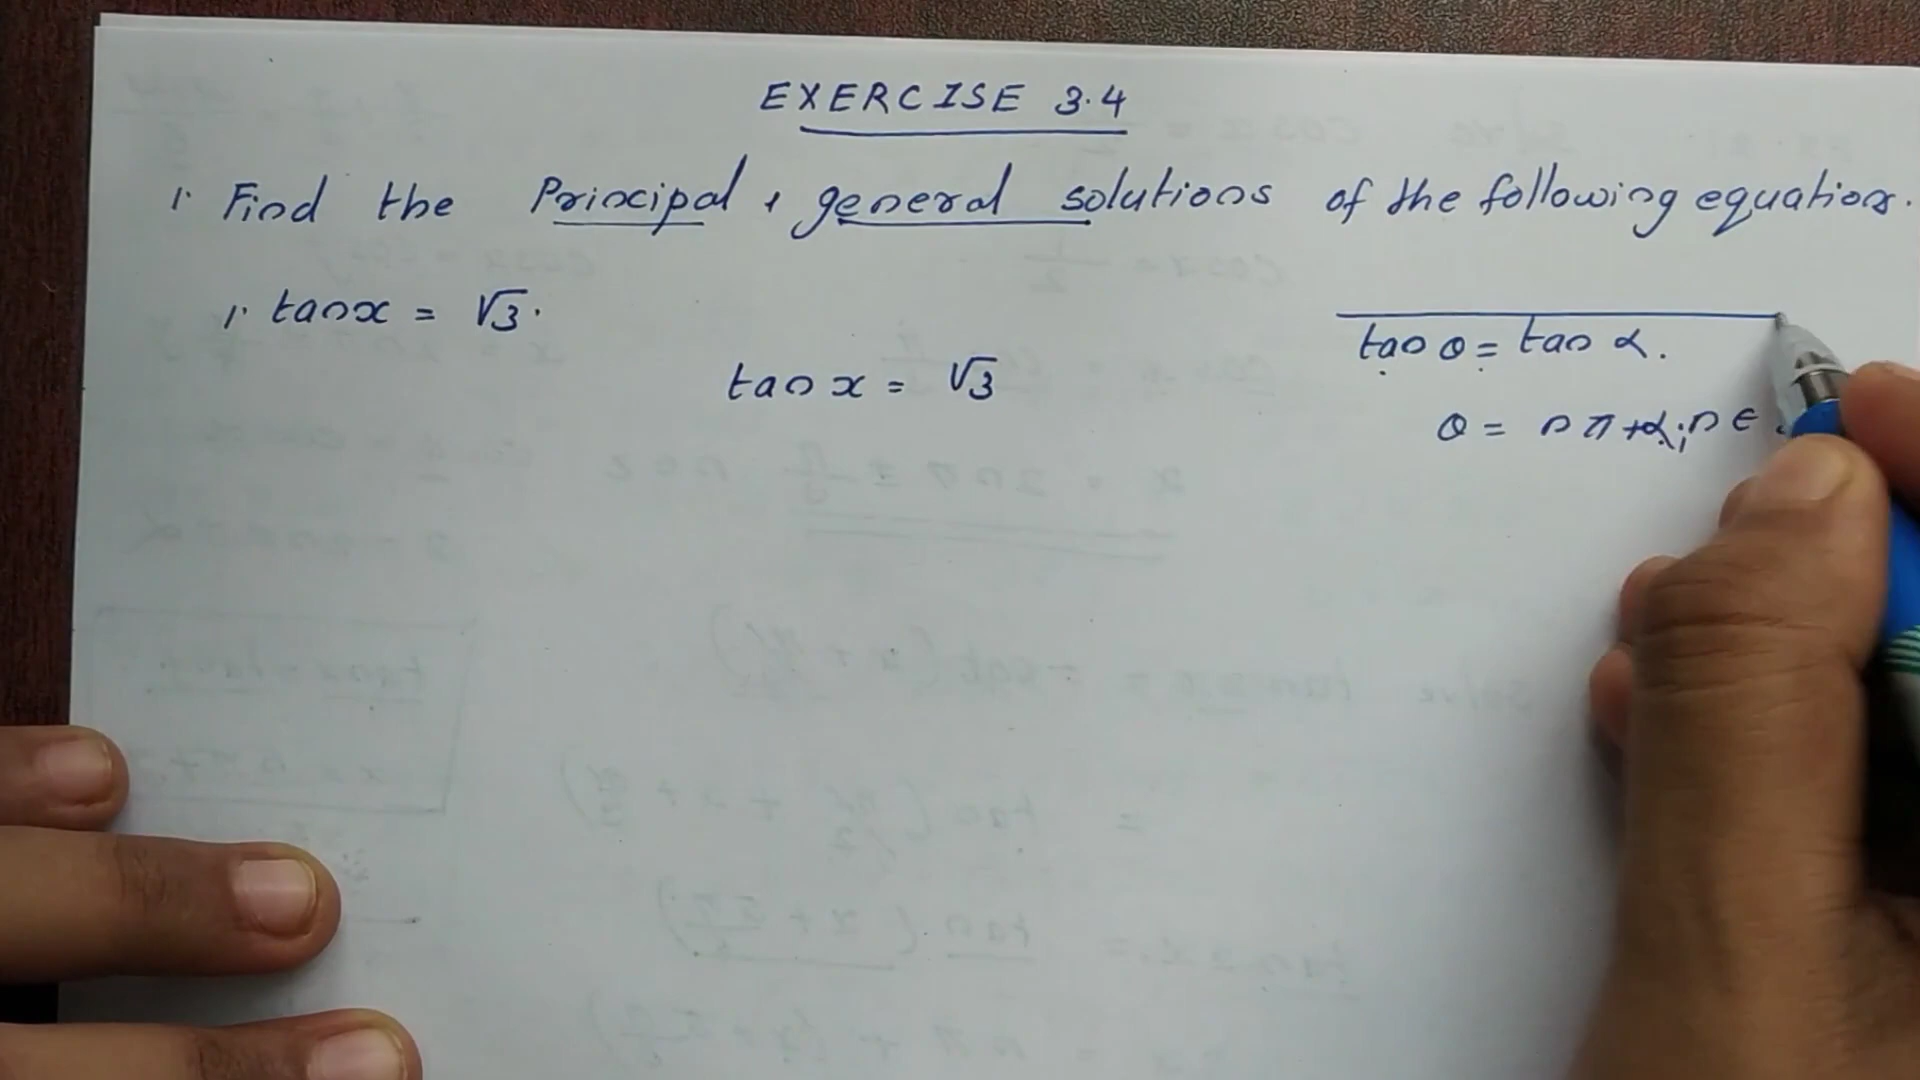 EXERCISE 3.4
1. Find the Principal & general solutions of the following equations.
1. tan x = √3.
tan x = √3
tan θ = tan α.
θ = nπ+α; n ∈